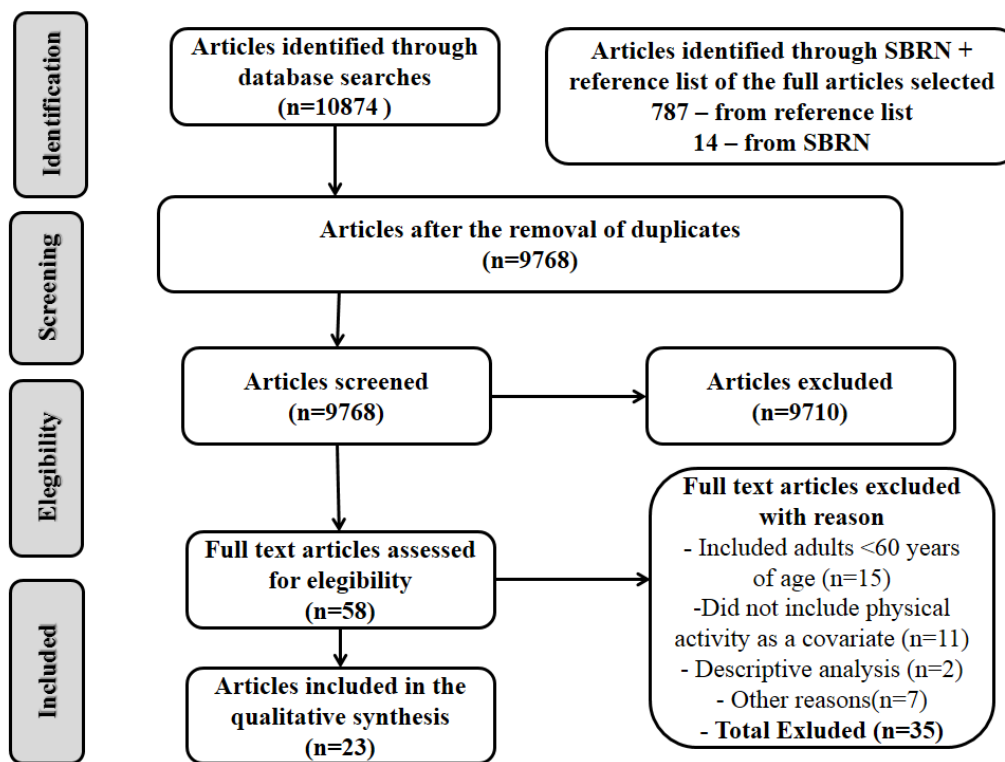 Identification
Articles identified through
database searches
(n=10874 )
Articles identified through SBRN +
reference list of the full articles selected
787 – from reference list
14 – from SBRN
Screening
Articles after the removal of duplicates
(n=9768)
Articles screened
(n=9768)
Articles excluded
(n=9710)
Elegibility
Full text articles assessed
for elegibility
(n=58)
Full text articles excluded
with reason
- Included adults <60 years
of age (n=15)
-Did not include physical
activity as a covariate (n=11)
- Descriptive analysis (n=2)
- Other reasons(n=7)
- Total Exluded (n=35)
Included
Articles included in the
qualitative synthesis
(n=23)